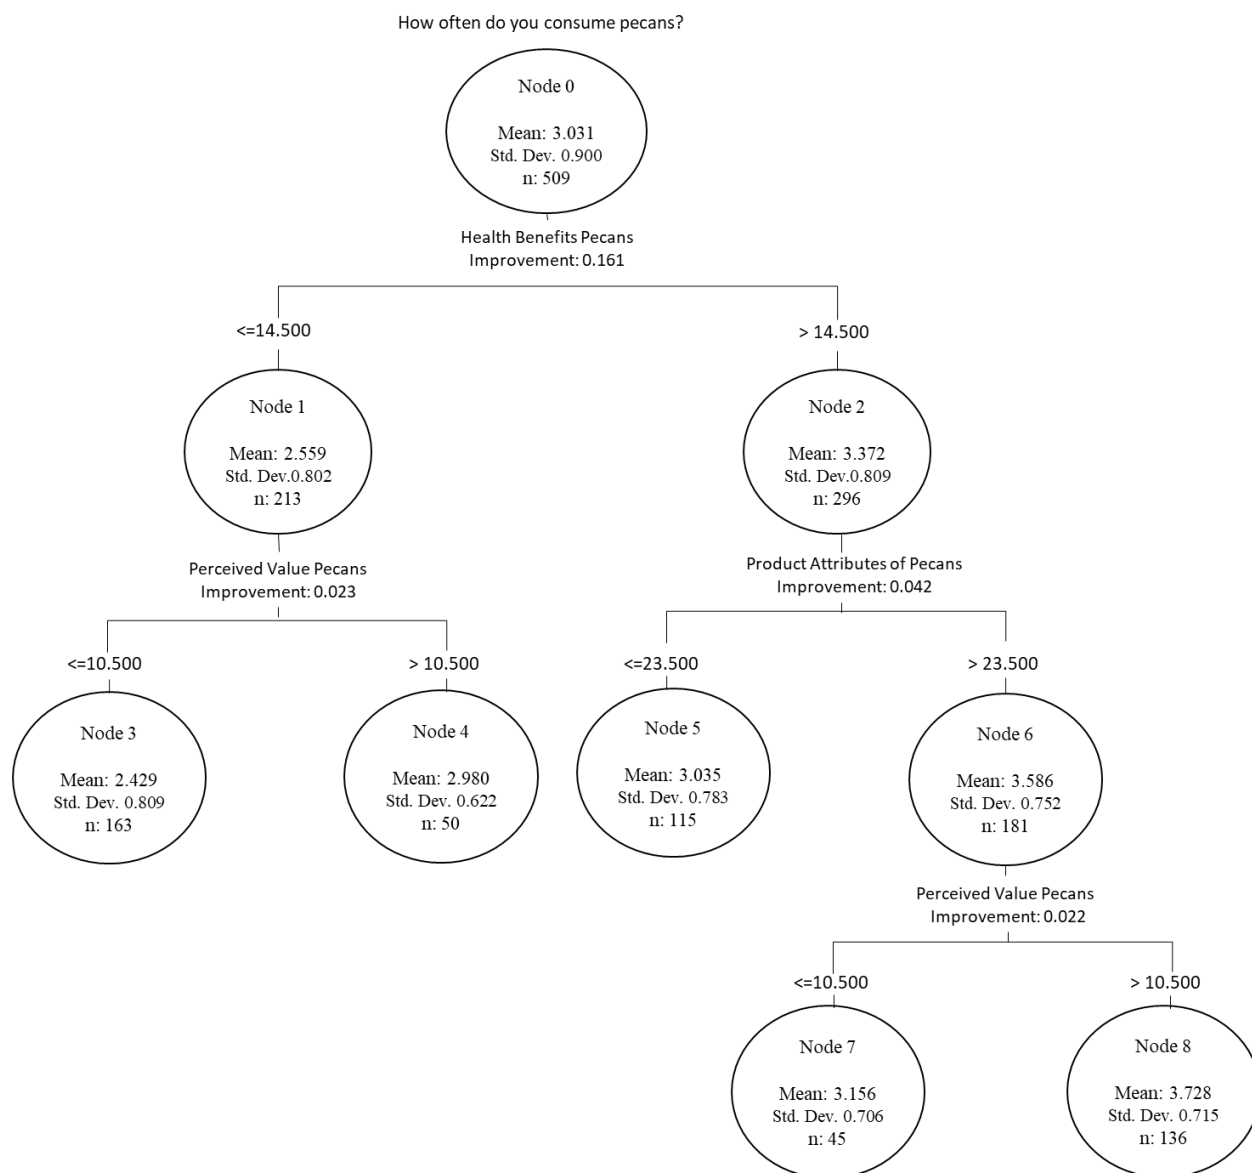 How often do you consume pecans?
Node 0
Mean: 3.031
Std. Dev. 0.900
n: 509
Health Benefits Pecans
Improvement: 0.161
<=14.500
> 14.500
Node 1
Mean: 2.559
Std. Dev.0.802
n: 213
Node 2
Mean: 3.372
Std. Dev.0.809
n: 296
Perceived Value Pecans
Improvement: 0.023
Product Attributes of Pecans
Improvement: 0.042
<=10.500
> 10.500
<=23.500
> 23.500
Node 3
Mean: 2.429
Std. Dev. 0.809
n: 163
Node 4
Mean: 2.980
Std. Dev. 0.622
n: 50
Node 5
Mean: 3.035
Std. Dev. 0.783
n: 115
Node 6
Mean: 3.586
Std. Dev. 0.752
n: 181
Perceived Value Pecans
Improvement: 0.022
<=10.500
> 10.500
Node 7
Mean: 3.156
Std. Dev. 0.706
n: 45
Node 8
Mean: 3.728
Std. Dev. 0.715
n: 136